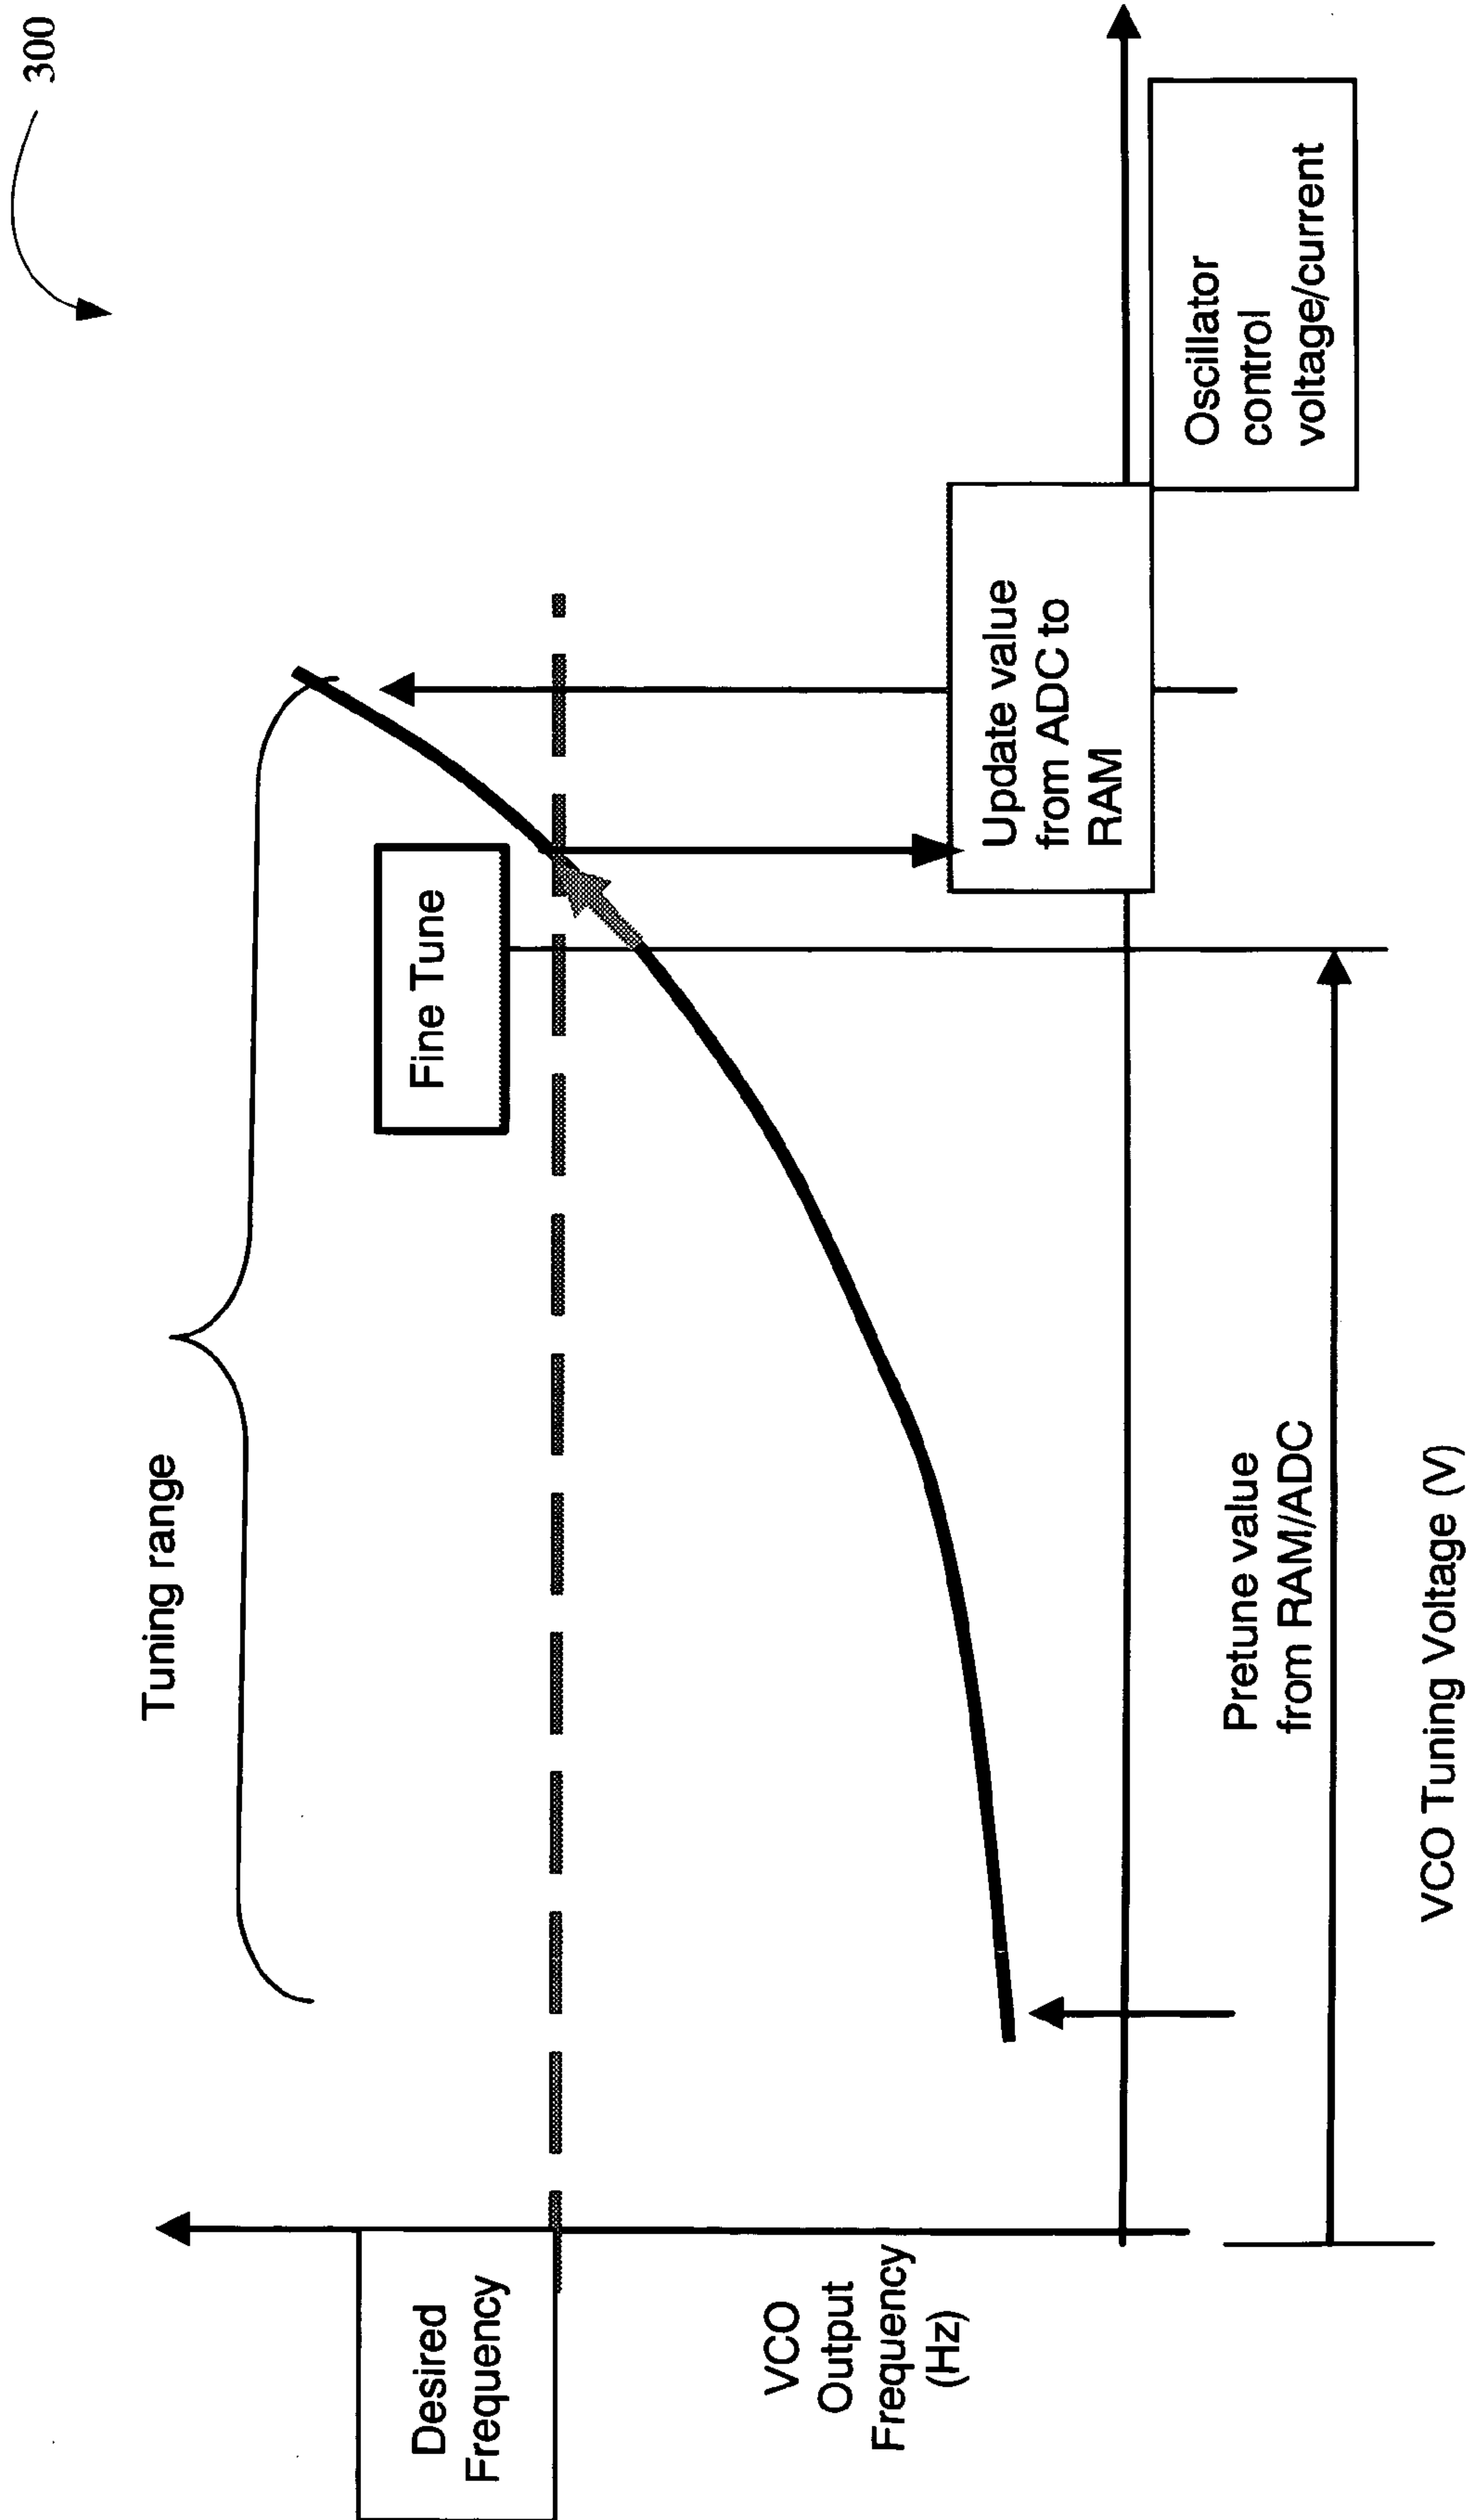 300
Tuning range
Desired
Frequency
Fine Tune
VCO
Output
Frequency
(Hz)
Update value
from ADC to
RAM
Oscillator
control
voltage/current
Pretune value
from RAM/ADC
VCO Tuning Voltage (V)